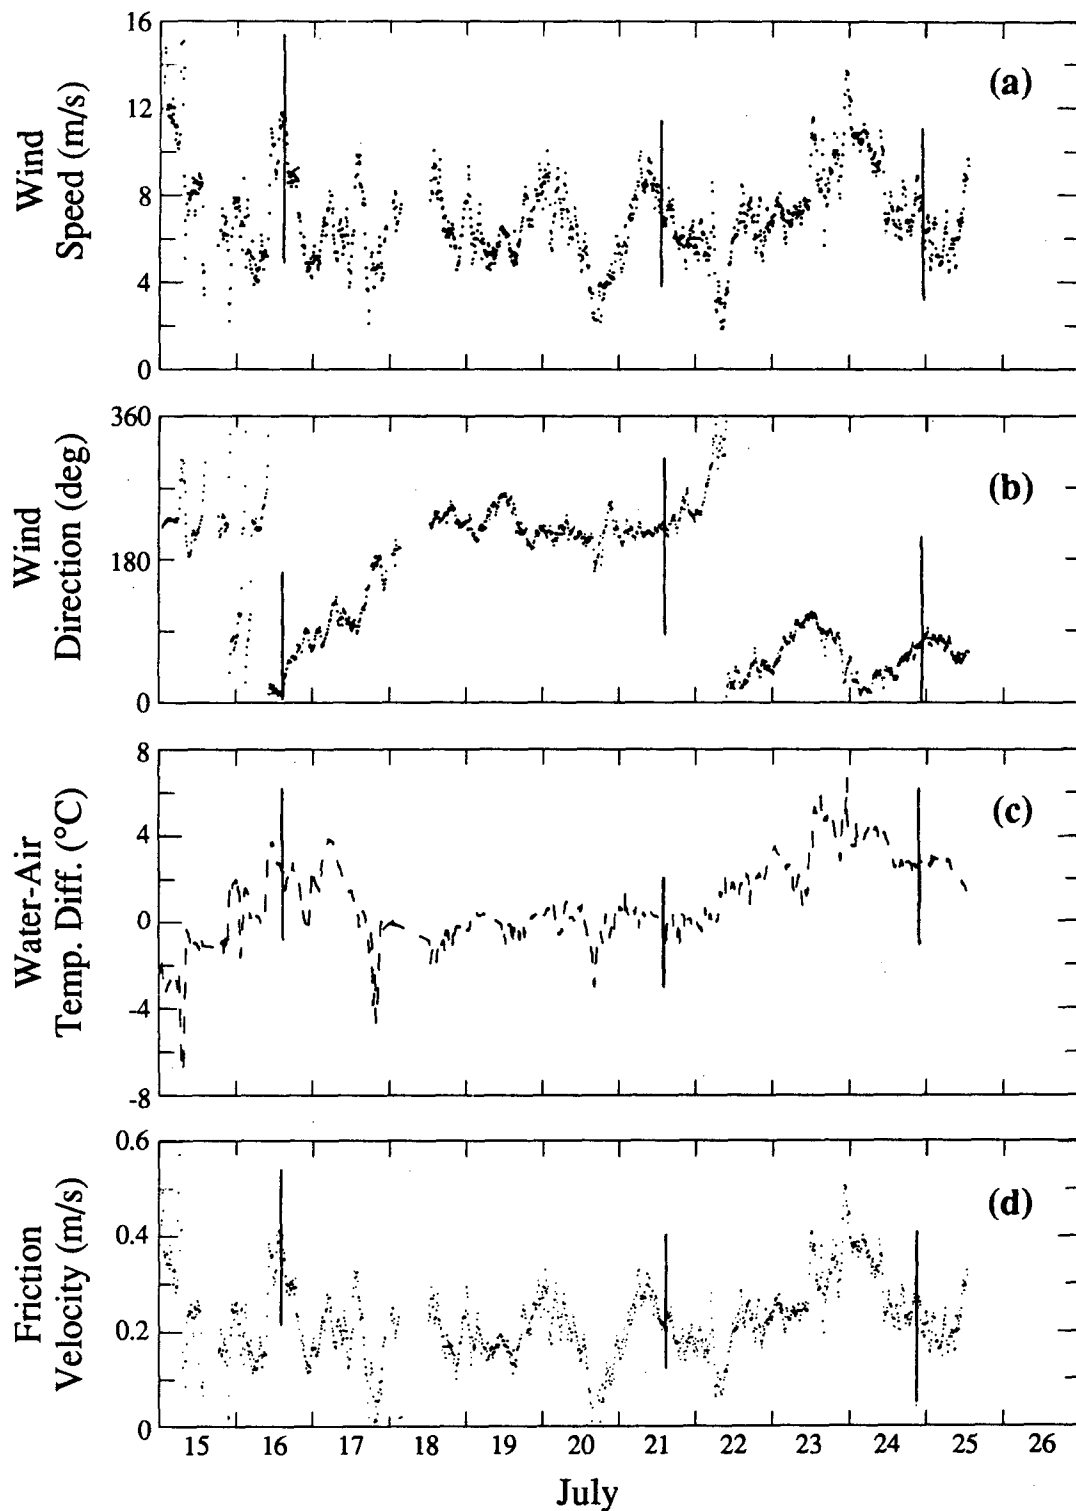 16
12
8
4
0
Wind
Speed (m/s)
(a)
360
180
0
Wind
Direction (deg)
(b)
8
4
0
-4
-8
Water-Air
Temp. Diff. (°C)
(c)
0.6
0.4
0.2
0
Friction
Velocity (m/s)
(d)
15 16 17 18 19 20 21 22 23 24 25 26
July